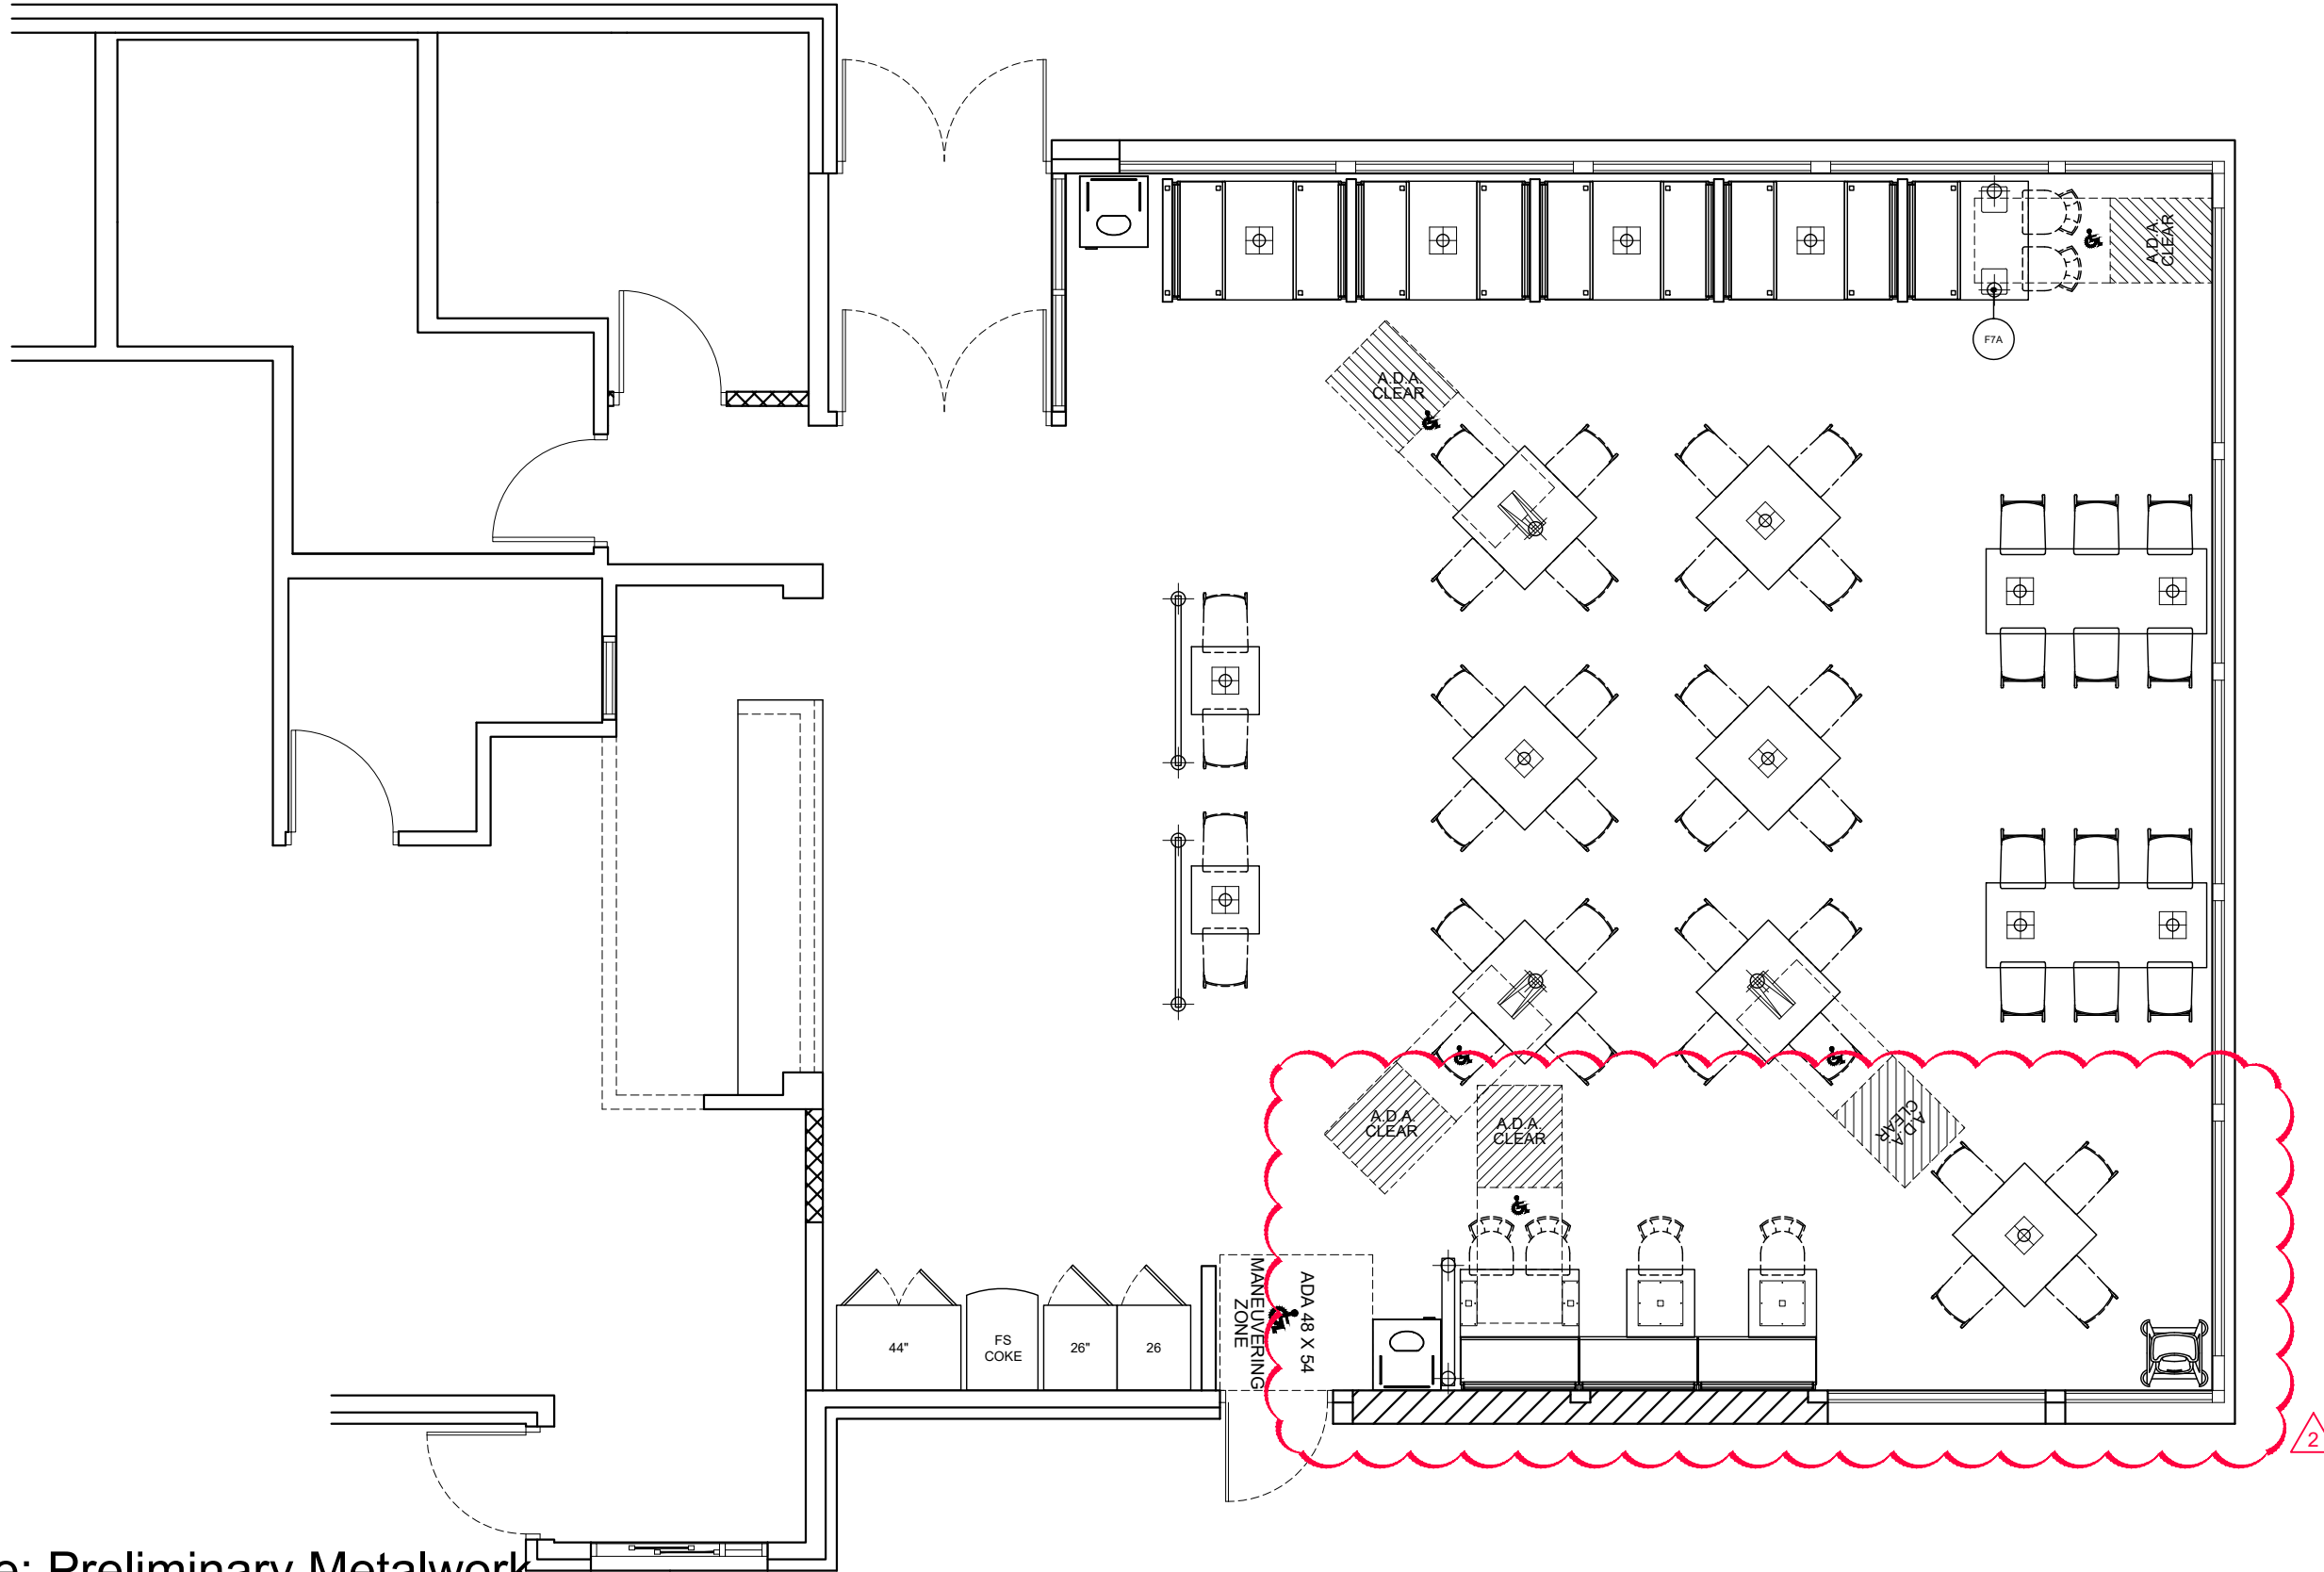 A.D.A.
CLEAR
F7A
A.D.A.
CLEAR
A.D.A.
CLEAR
A.D.A.
CLEAR
A.D.A.
CLEAR
ADA 48 X 54
MANEUVERING
ZONE
44"
FS
COKE
26"
26
2
e: Preliminary Metalwork